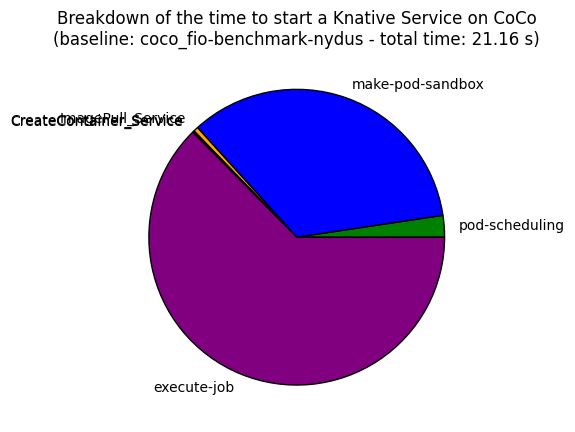 Breakdown of the time to start a Knative Service on CoCo
(baseline: coco_fio-benchmark-nydus - total time: 21.16 s)
make-pod-sandbox
ImagePull_Service
CreateContainer_Service
pod-scheduling
execute-job